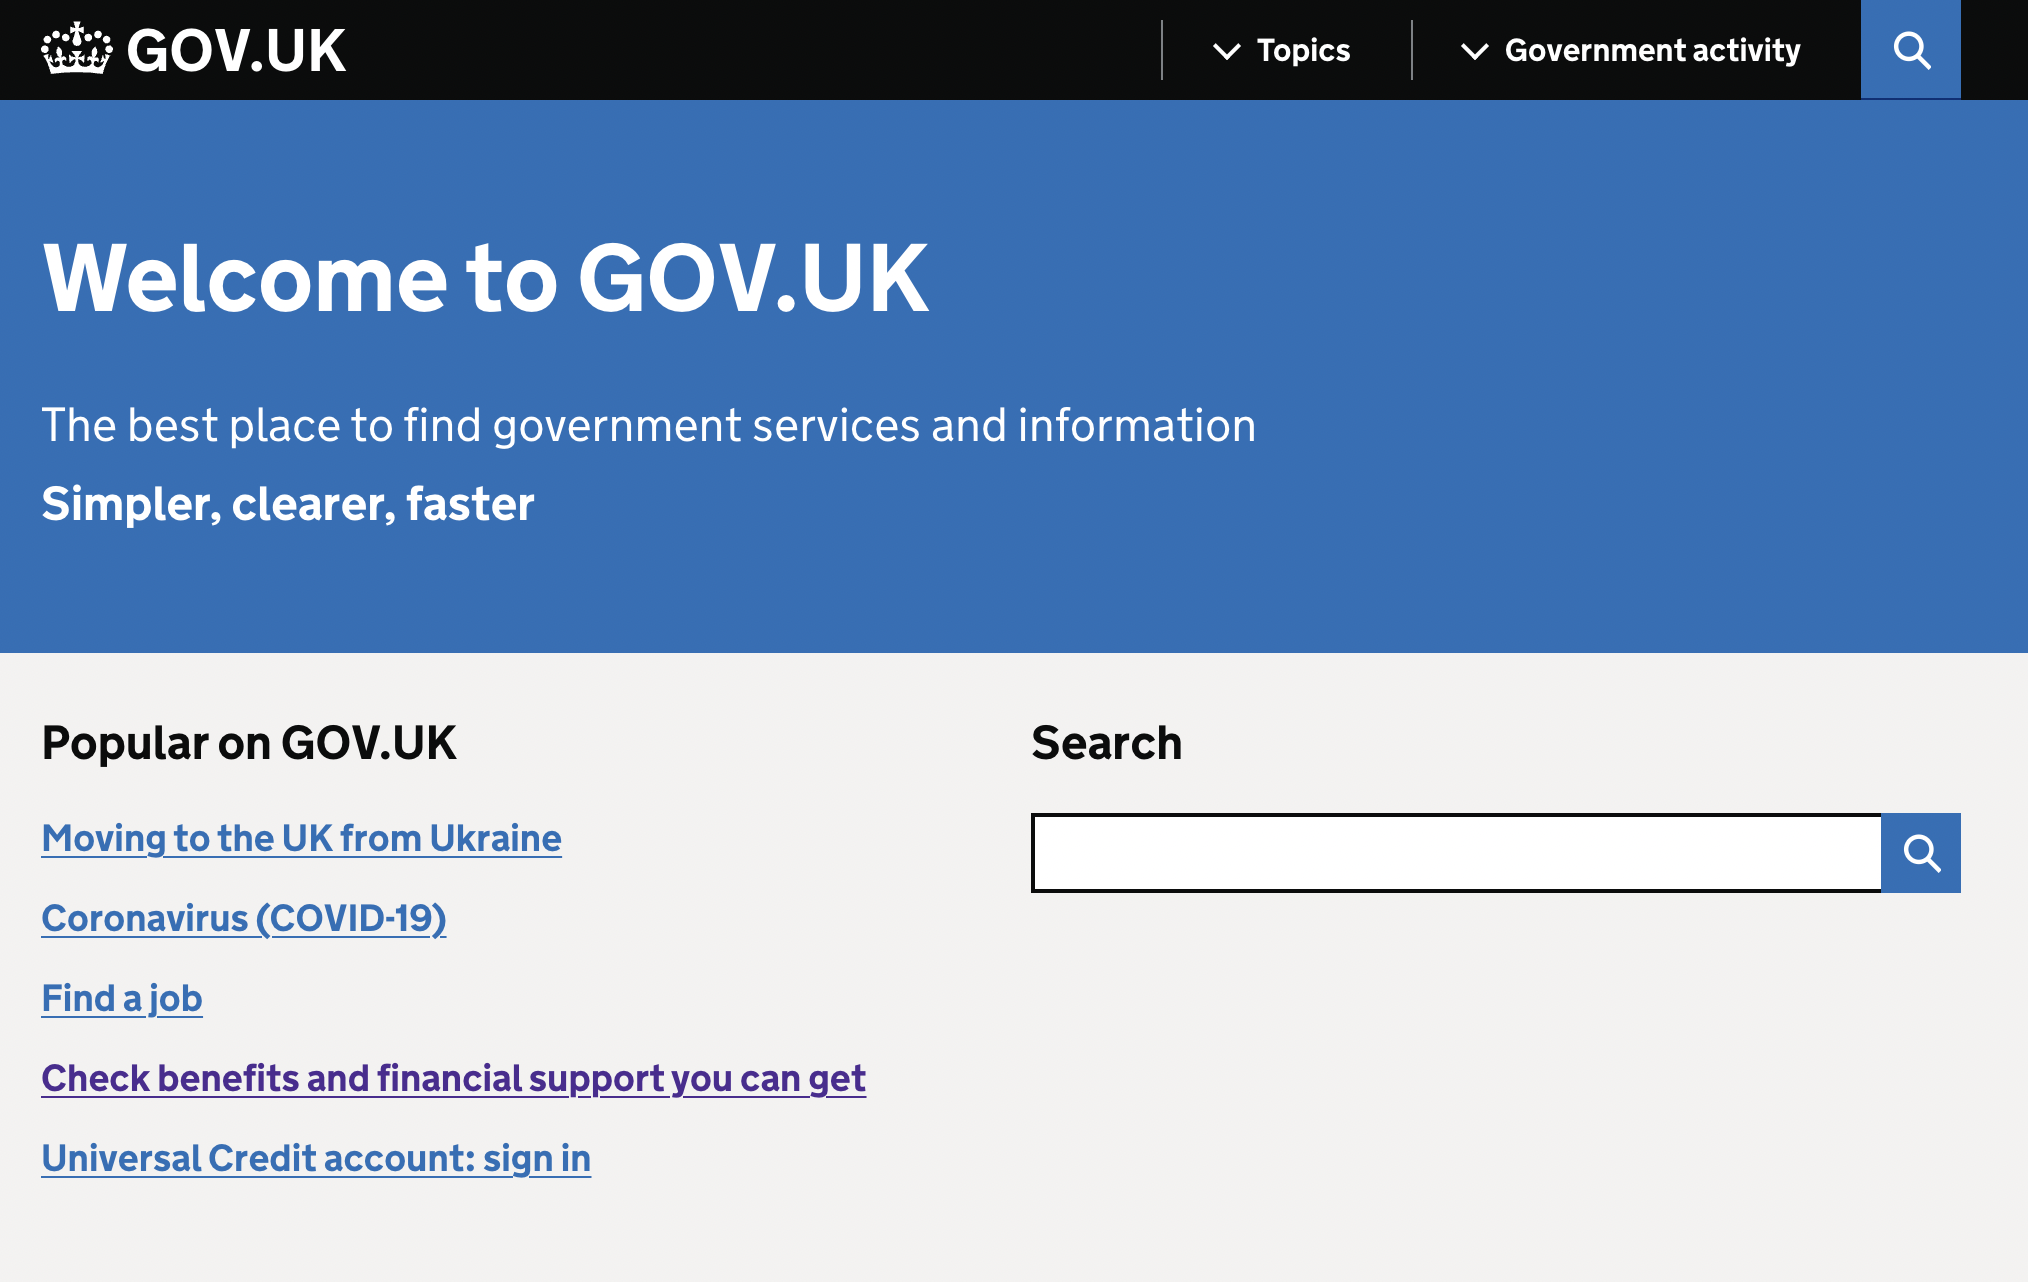 GOV.UK
Topics
Government activity
Welcome to GOV.UK
The best place to find government services and information
Simpler, clearer, faster
Popular on GOV.UK
Moving to the UK from Ukraine
Coronavirus (COVID-19)
Find a job
Check benefits and financial support you can get
Universal Credit account: sign in
Search